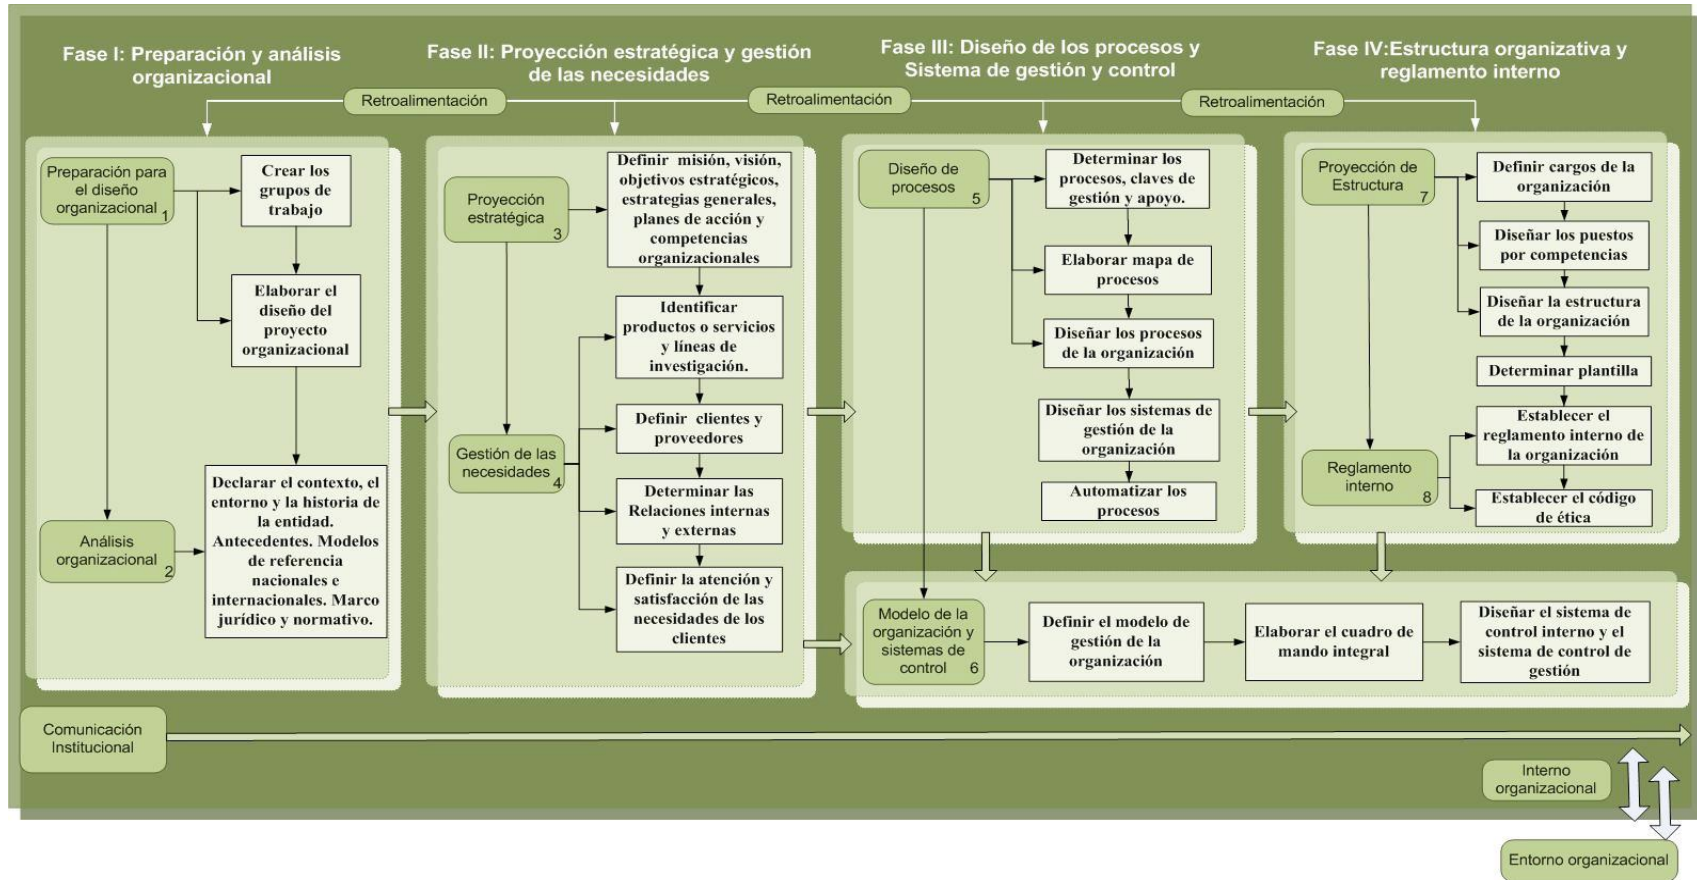 Fase I: Preparación y análisis
organizacional
Fase II: Proyección estratégica y gestión
de las necesidades
Fase III: Diseño de los procesos y
Sistema de gestión y control
Fase IV:Estructura organizativa y
reglamento interno
Retroalimentación
Retroalimentación
Retroalimentación
Preparación para
el diseño
organizacional
1
Crear los
grupos de
trabajo
Elaborar el
diseño del
proyecto
organizacional
Análisis
organizacional
2
Declarar el contexto, el
entorno y la historia de
la entidad.
Antecedentes. Modelos
de referencia
nacionales e
internacionales. Marco
jurídico y normativo.
Proyección
estratégica
3
Definir misión, visión,
objetivos estratégicos,
estrategias generales,
planes de acción y
competencias
organizacionales
Identificar
productos o servicios
y líneas de
investigación.
Gestión de las
necesidades
4
Definir clientes y
proveedores
Determinar las
Relaciones internas
y externas
Definir la atención y
satisfacción de las
necesidades de los
clientes
Diseño de
procesos
5
Determinar los
procesos, claves de
gestión y apoyo.
Elaborar mapa de
procesos
Diseñar los procesos
de la organización
Diseñar los sistemas de
gestión de la
organización
Automatizar los
procesos
Proyección de
Estructura
7
Definir cargos de la
organización
Diseñar los puestos
por competencias
Diseñar la estructura
de la organización
Determinar plantilla
Reglamento
interno
8
Establecer el
reglamento interno de
la organización
Establecer el código
de ética
Modelo de la
organización y
sistemas de
control
6
Definir el modelo de
gestión de la
organización
Elaborar el cuadro de
mando integral
Diseñar el sistema de
control interno y el
sistema de control de
gestión
Comunicación
Institucional
Interno
organizacional
Entorno organizacional